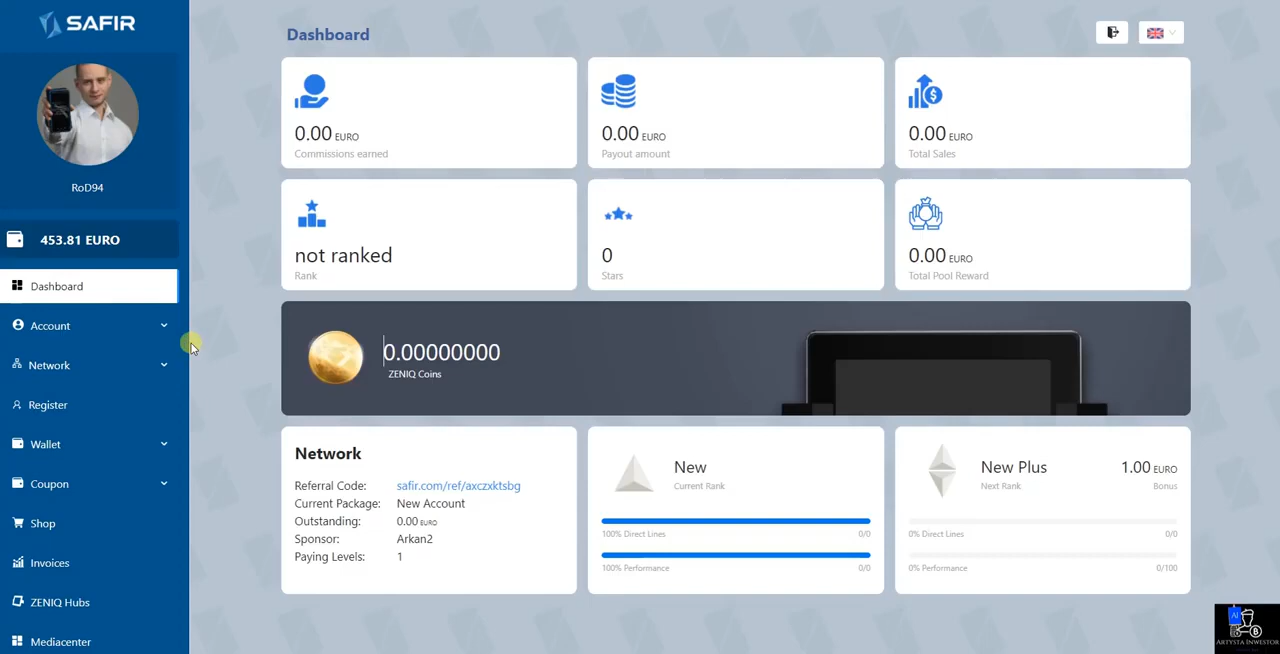 SAFIR
RoD94
453.81 EURO
Dashboard
Account
Network
Register
Wallet
Coupon
Shop
Invoices
ZENIQ Hubs
Mediacenter
Dashboard
0.00 EURO
Commissions earned
0.00 EURO
Payout amount
0.00 EURO
Total Sales
not ranked
Rank
0
Stars
0.00 EURO
Total Pool Reward
0.00000000
ZENIQ Coins
Network
Referral Code: safir.com/ref/axczxktsbg
Current Package: New Account
Outstanding: 0.00 EURO
Sponsor: Arkan2
Paying Levels: 1
New
Current Rank
100% Direct Lines 0/0
100% Performance 0/0
New Plus 1.00 EURO
Next Rank Bonus
0% Direct Lines 0/0
0% Performance 0/100
AI
ARTYSTA INWESTOR